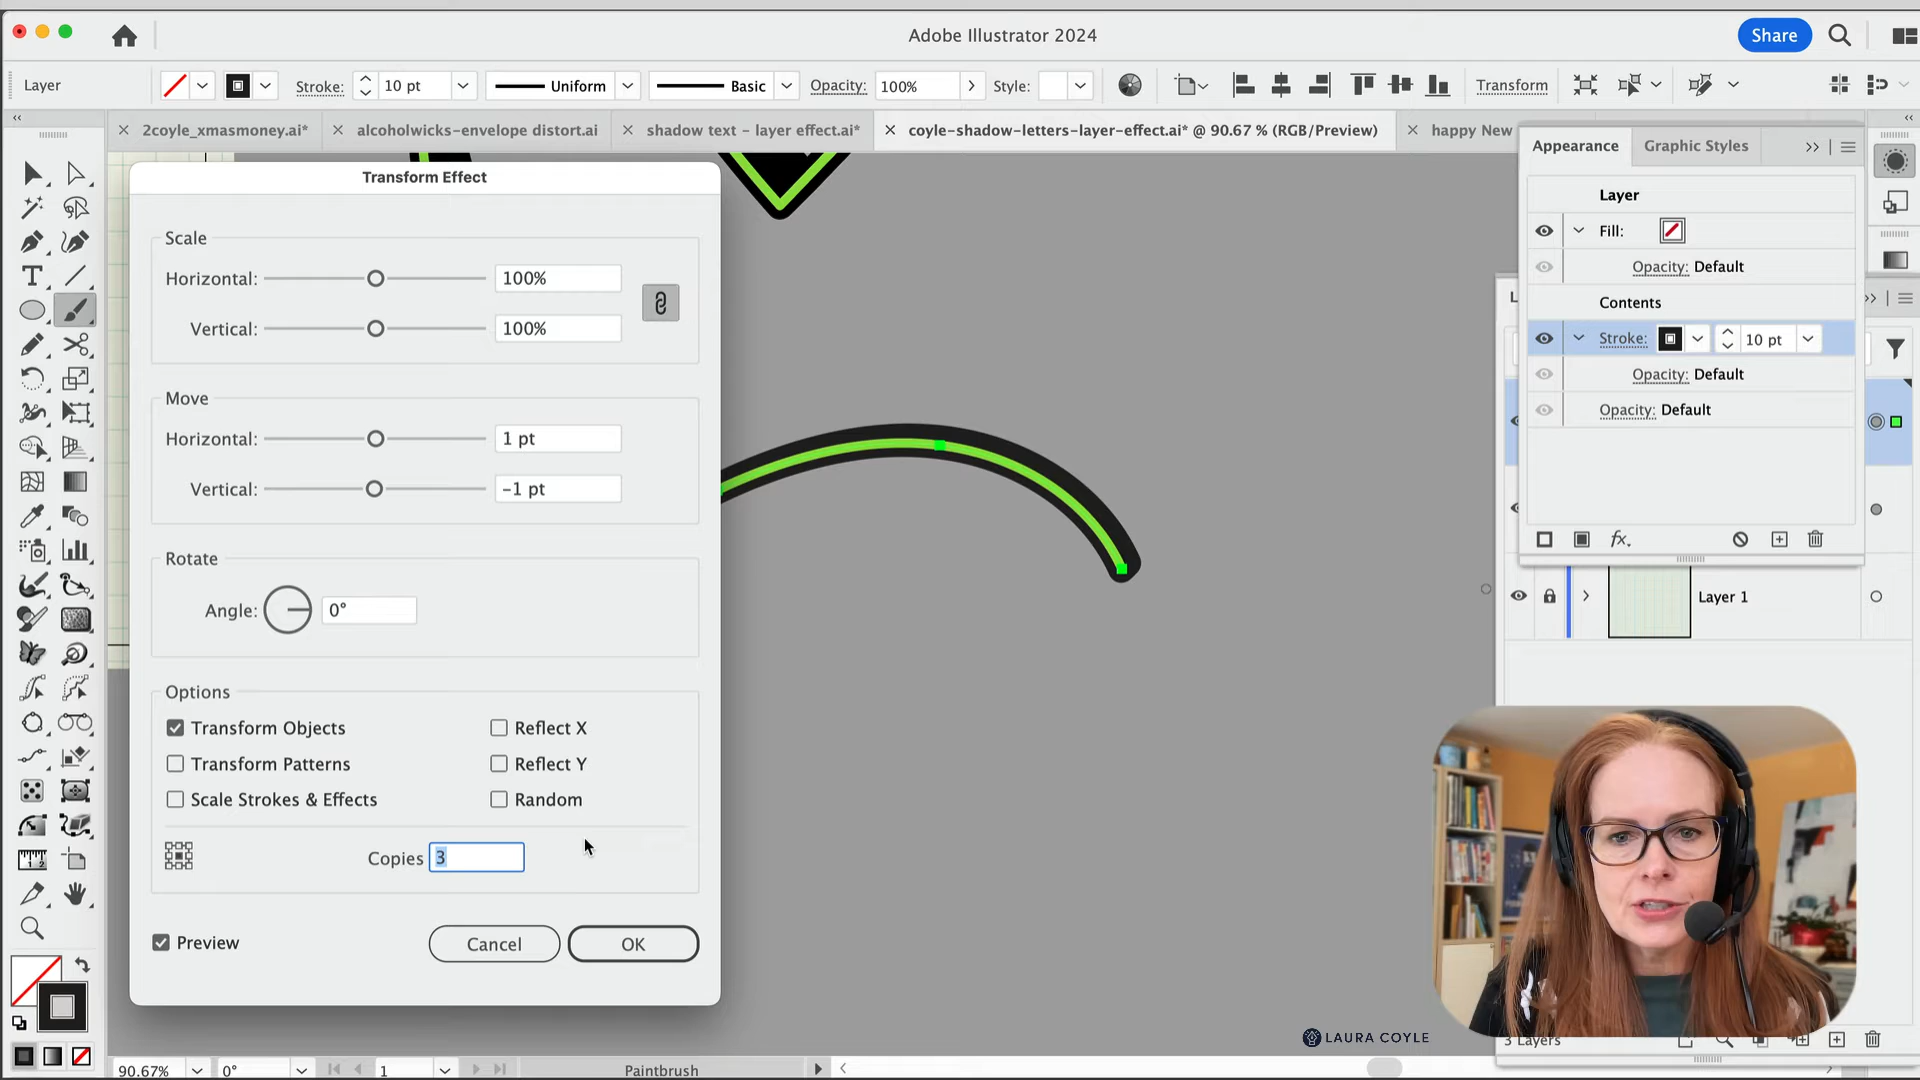 Adobe Illustrator 2024
Share
Layer
Stroke:
10 pt
Uniform
Basic
Opacity:
100%
Style:
Transform
2coyle_xmasmoney.ai*
alcoholwicks-envelope distort.ai
shadow text – layer effect.ai*
coyle-shadow-letters-layer-effect.ai* @ 90.67 % (RGB/Preview)
happy New
Transform Effect
Scale
Horizontal:
100%
Vertical:
100%
Move
Horizontal:
1 pt
Vertical:
–1 pt
Rotate
Angle:
0°
Options
Transform Objects
Reflect X
Transform Patterns
Reflect Y
Scale Strokes & Effects
Random
Copies
3
Preview
Cancel
OK
Appearance
Graphic Styles
Layer
Fill:
Opacity: Default
Contents
Stroke:
10 pt
Opacity: Default
Opacity: Default
fx
Layer 1
LAURA COYLE
3 Layers
90.67%
0°
1
Paintbrush